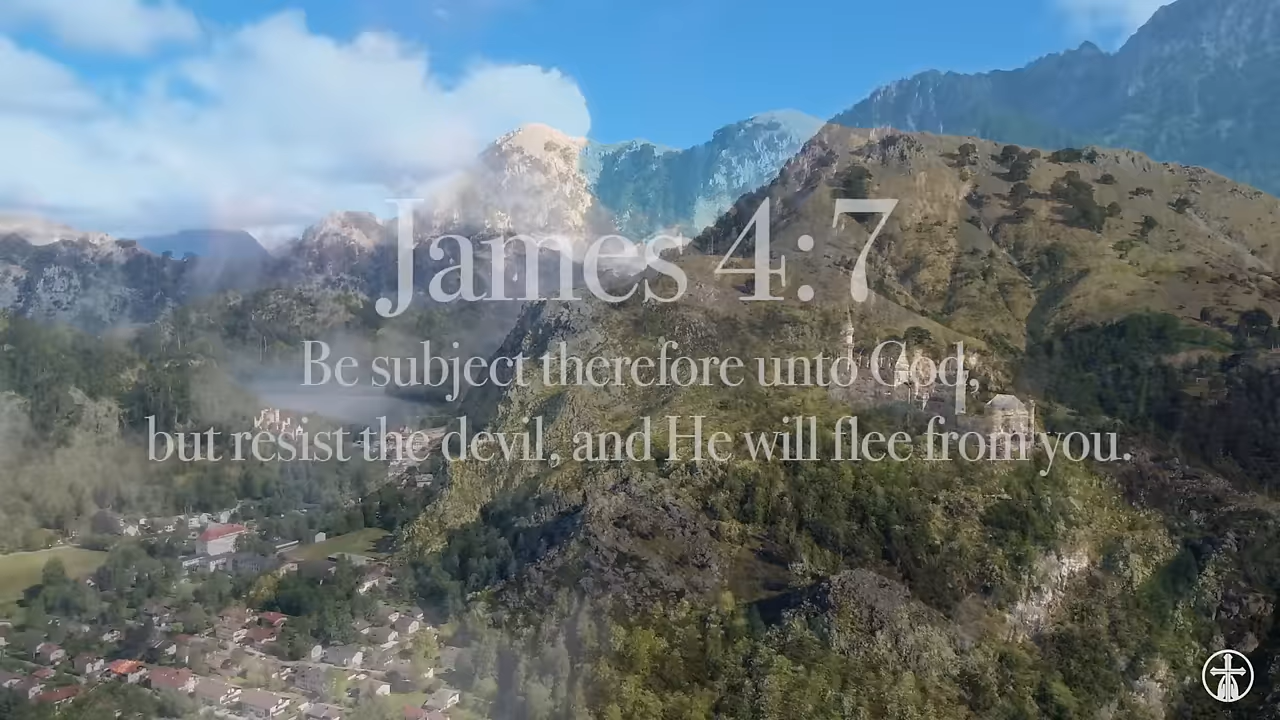 James 4:7
Be subject therefore unto God,
but resist the devil, and He will flee from you.